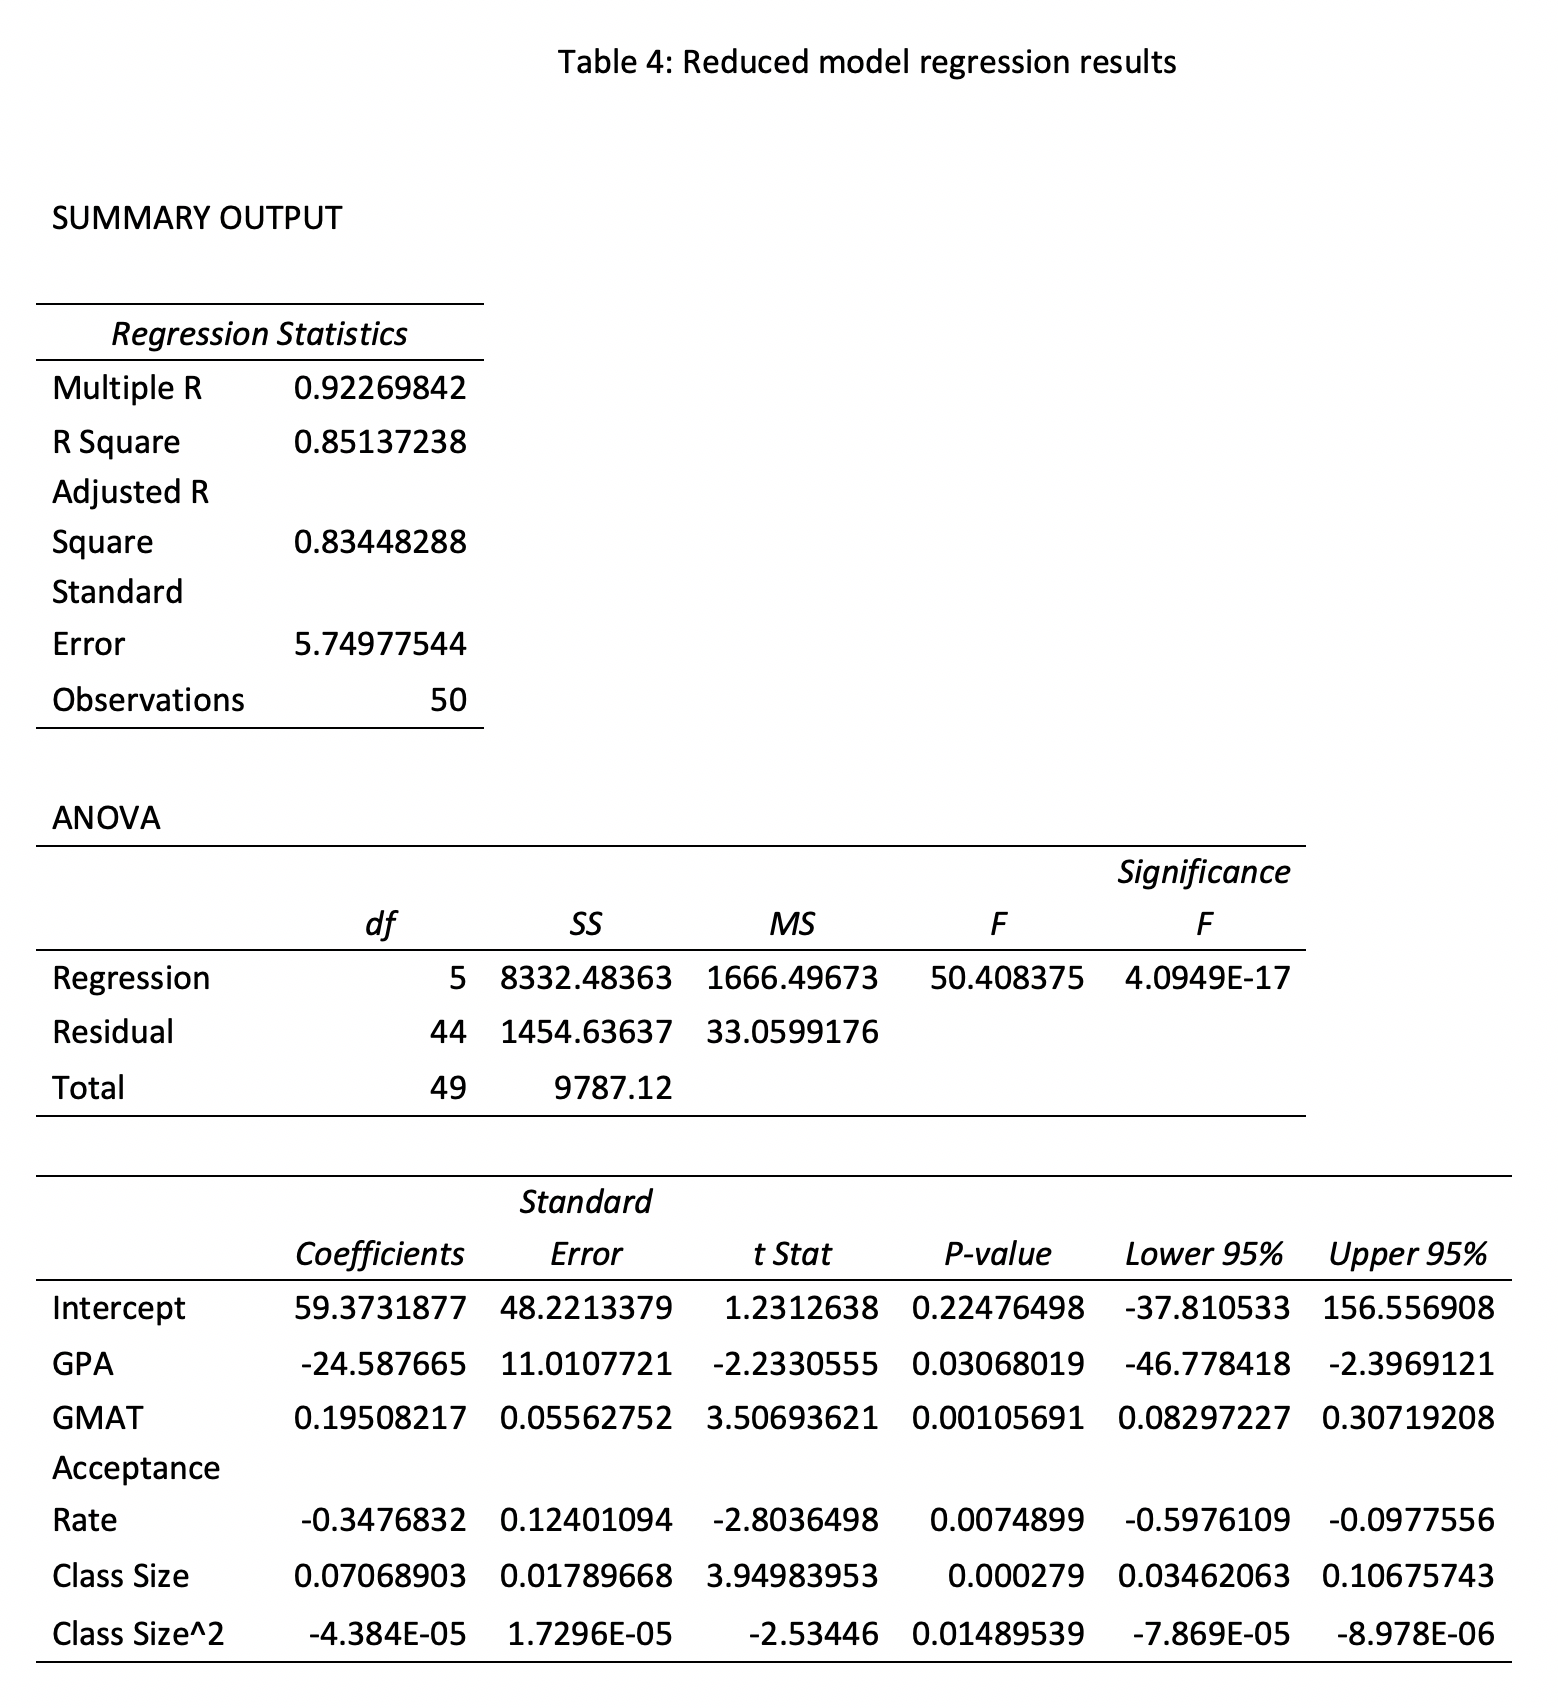 Table 4: Reduced model regression results
SUMMARY OUTPUT
Regression Statistics
Multiple R 0.92269842
R Square 0.85137238
Adjusted R
Square 0.83448288
Standard
Error 5.74977544
Observations 50
ANOVA
Significance
df SS MS F F
Regression 5 8332.48363 1666.49673 50.408375 4.0949E-17
Residual 44 1454.63637 33.0599176
Total 49 9787.12
Standard
Coefficients Error t Stat P-value Lower 95% Upper 95%
Intercept 59.3731877 48.2213379 1.2312638 0.22476498 -37.810533 156.556908
GPA -24.587665 11.0107721 -2.2330555 0.03068019 -46.778418 -2.3969121
GMAT 0.19508217 0.05562752 3.50693621 0.00105691 0.08297227 0.30719208
Acceptance
Rate -0.3476832 0.12401094 -2.8036498 0.0074899 -0.5976109 -0.0977556
Class Size 0.07068903 0.01789668 3.94983953 0.000279 0.03462063 0.10675743
Class Size^2 -4.384E-05 1.7296E-05 -2.53446 0.01489539 -7.869E-05 -8.978E-06